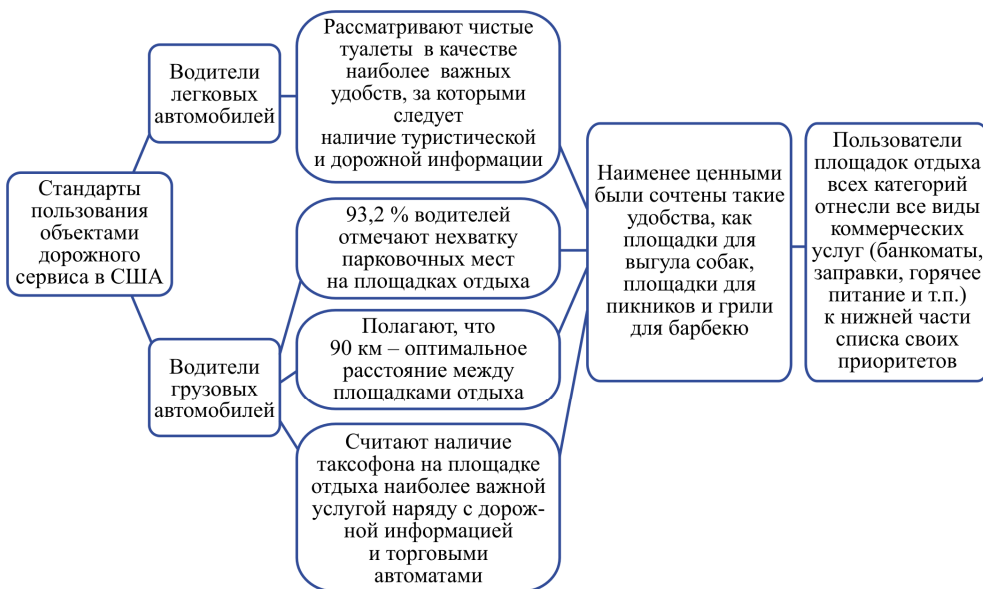 Стандарты
пользования
объектами
дорожного
сервиса в США
Водители
легковых
автомобилей
Рассматривают чистые
туалеты в качестве
наиболее важных
удобств, за которыми
следует
наличие туристической
и дорожной информации
Водители
грузовых
автомобилей
93,2 % водителей
отмечают нехватку
парковочных мест
на площадках отдыха
Полагают, что
90 км – оптимальное
расстояние между
площадками отдыха
Считают наличие
таксофона на площадке
отдыха наиболее важной
услугой наряду с дорож-
ной информацией
и торговыми
автоматами
Наименее ценными
были сочтены такие
удобства, как
площадки для
выгула собак,
площадки для
пикников и грили
для барбекю
Пользователи
площадок отдыха
всех категорий
отнесли все виды
коммерческих
услуг (банкоматы,
заправки, горячее
питание и т.п.)
к нижней части
списка своих
приоритетов